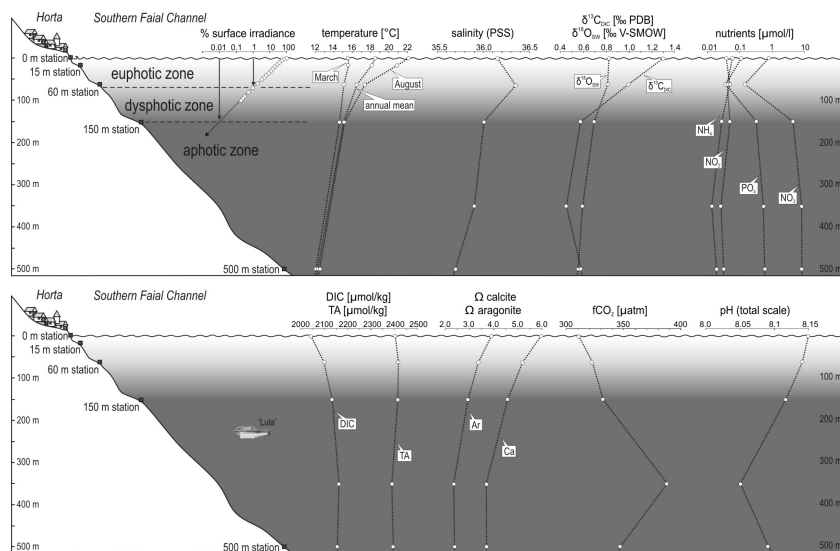 Horta
Southern Faial Channel
% surface irradiance
0.01 0.1 1 10 100
temperature [°C]
12 14 16 18 20 22
salinity (PSS)
35.5 36 36.5
δ¹³C_DIC [‰ PDB]
δ¹⁸O_SW [‰ V-SMOW]
0.4 0.6 0.8 1.0 1.2 1.4
nutrients [µmol/l]
0,01 0,1 1 10
0 m station
15 m station
60 m station
150 m station
500 m station
euphotic zone
dysphotic zone
aphotic zone
March
August
annual mean
δ¹⁸O_SW
δ¹³C_DIC
NH₄
NO₂
PO₄
NO₃
0 m
100 m
200 m
300 m
400 m
500 m
00 m
100 m
200 m
300 m
400 m
500 m
Horta
Southern Faial Channel
DIC [µmol/kg]
TA [µmol/kg]
2000 2100 2200 2300 2400 2500
Ω calcite
Ω aragonite
2.0 3.0 4.0 5.0 6.0
fCO₂ [µatm]
300 350 400
pH (total scale)
8.0 8.05 8.1 8.15
0 m station
15 m station
60 m station
150 m station
500 m station
'Lula'
DIC
TA
Ar
Ca
0 m
100 m
200 m
300 m
400 m
500 m
00 m
100 m
200 m
300 m
400 m
500 m